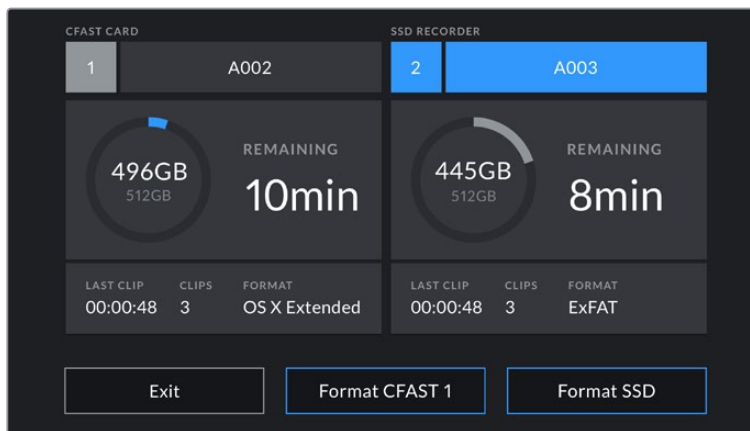 CFAST CARD
1 A002
496GB
512GB
REMAINING
10min
LAST CLIP CLIPS FORMAT
00:00:48 3 OS X Extended
SSD RECORDER
2 A003
445GB
512GB
REMAINING
8min
LAST CLIP CLIPS FORMAT
00:00:48 3 ExFAT
Exit
Format CFAST 1
Format SSD